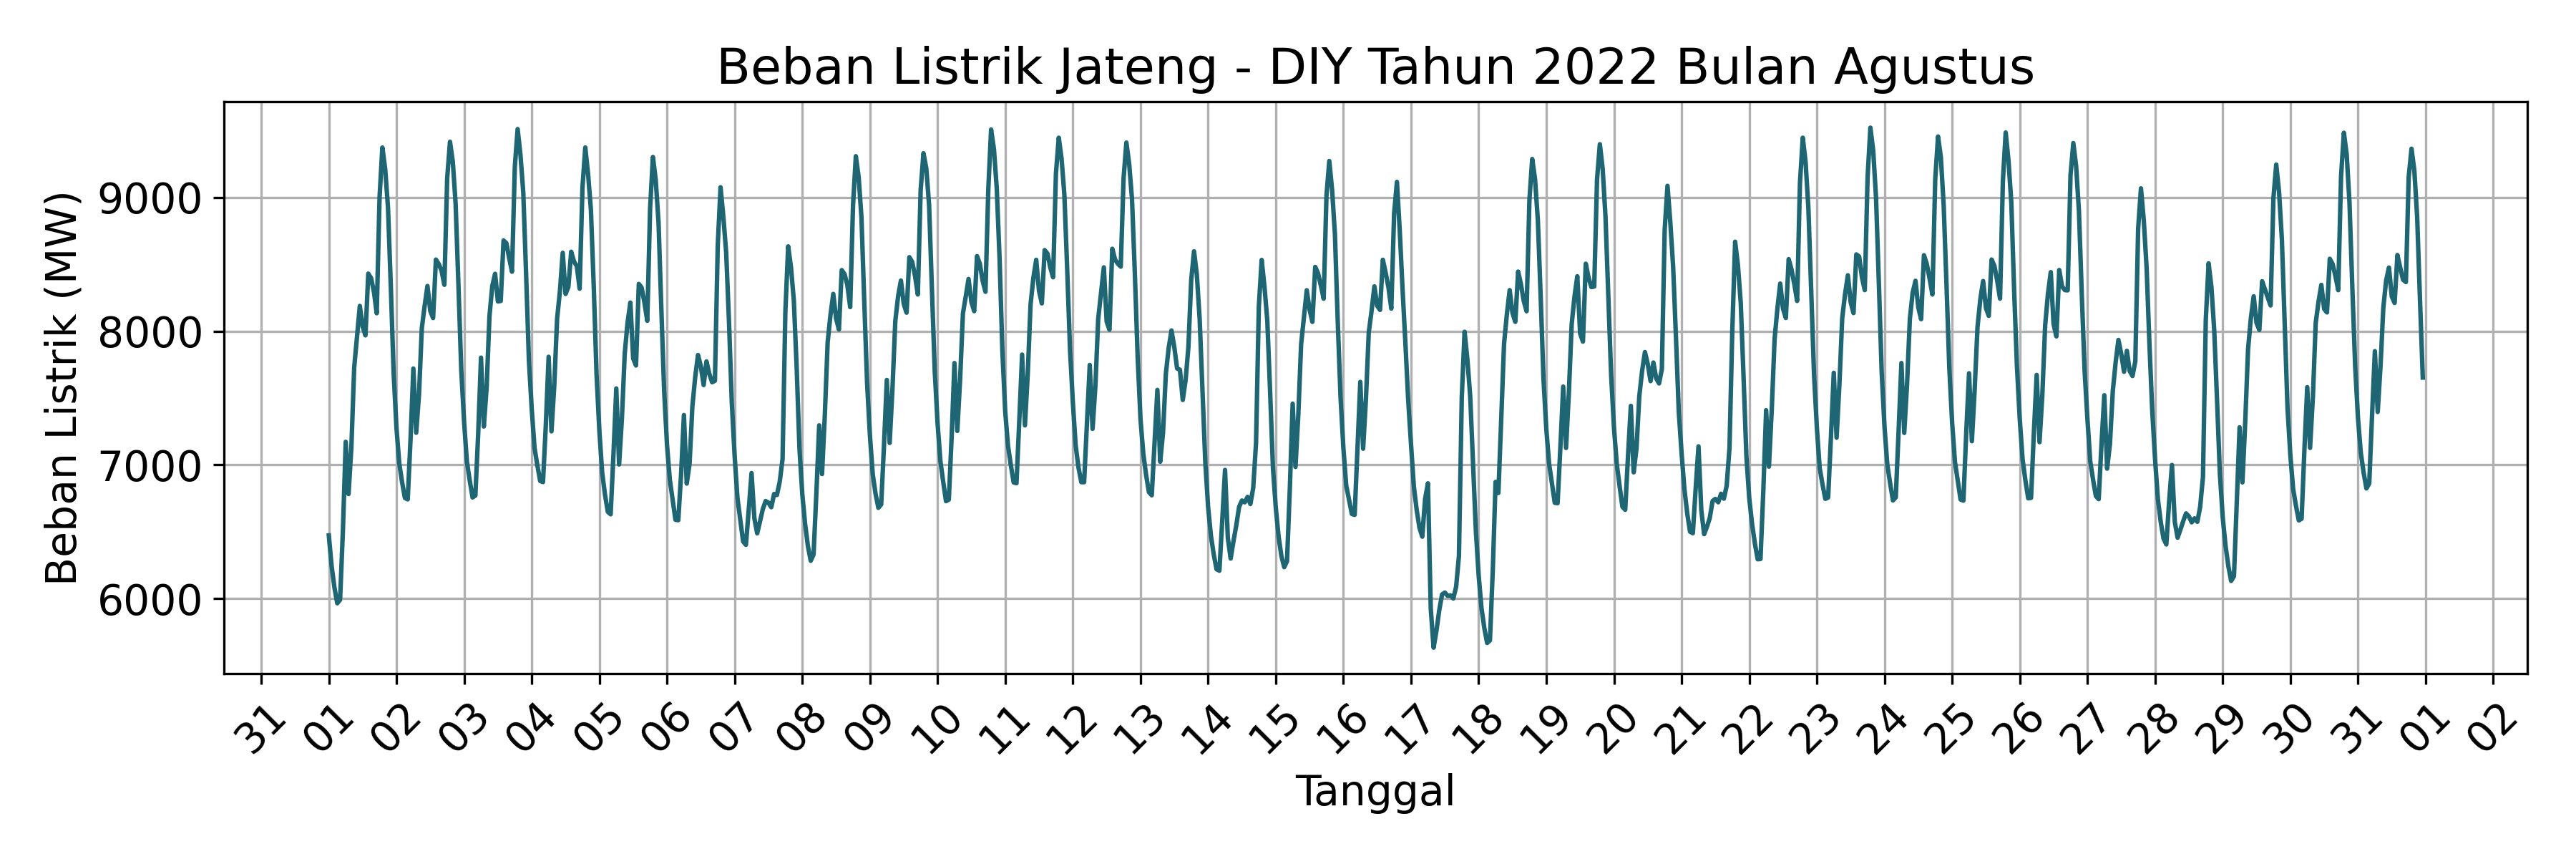 Beban Listrik Jateng - DIY Tahun 2022 Bulan Agustus
Beban Listrik (MW)
9000
8000
7000
6000
31 01 02 03 04 05 06 07 08 09 10 11 12 13 14 15 16 17 18 19 20 21 22 23 24 25 26 27 28 29 30 31 01 02
Tanggal